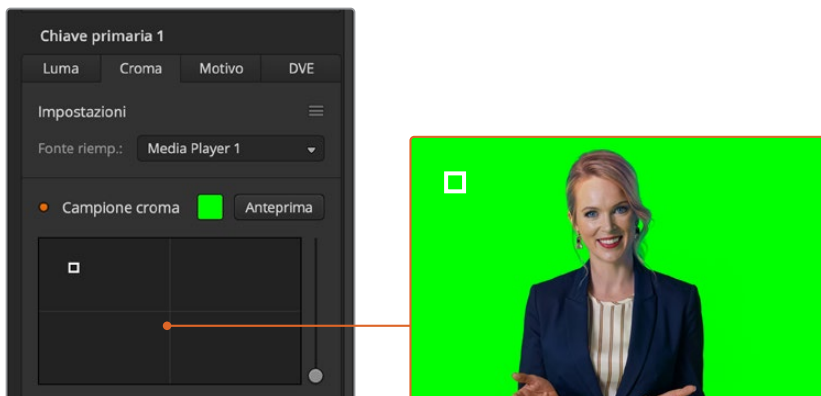 Chiave primaria 1
Luma Croma Motivo DVE
Impostazioni
Fonte riemp.: Media Player 1
Campione croma Anteprima